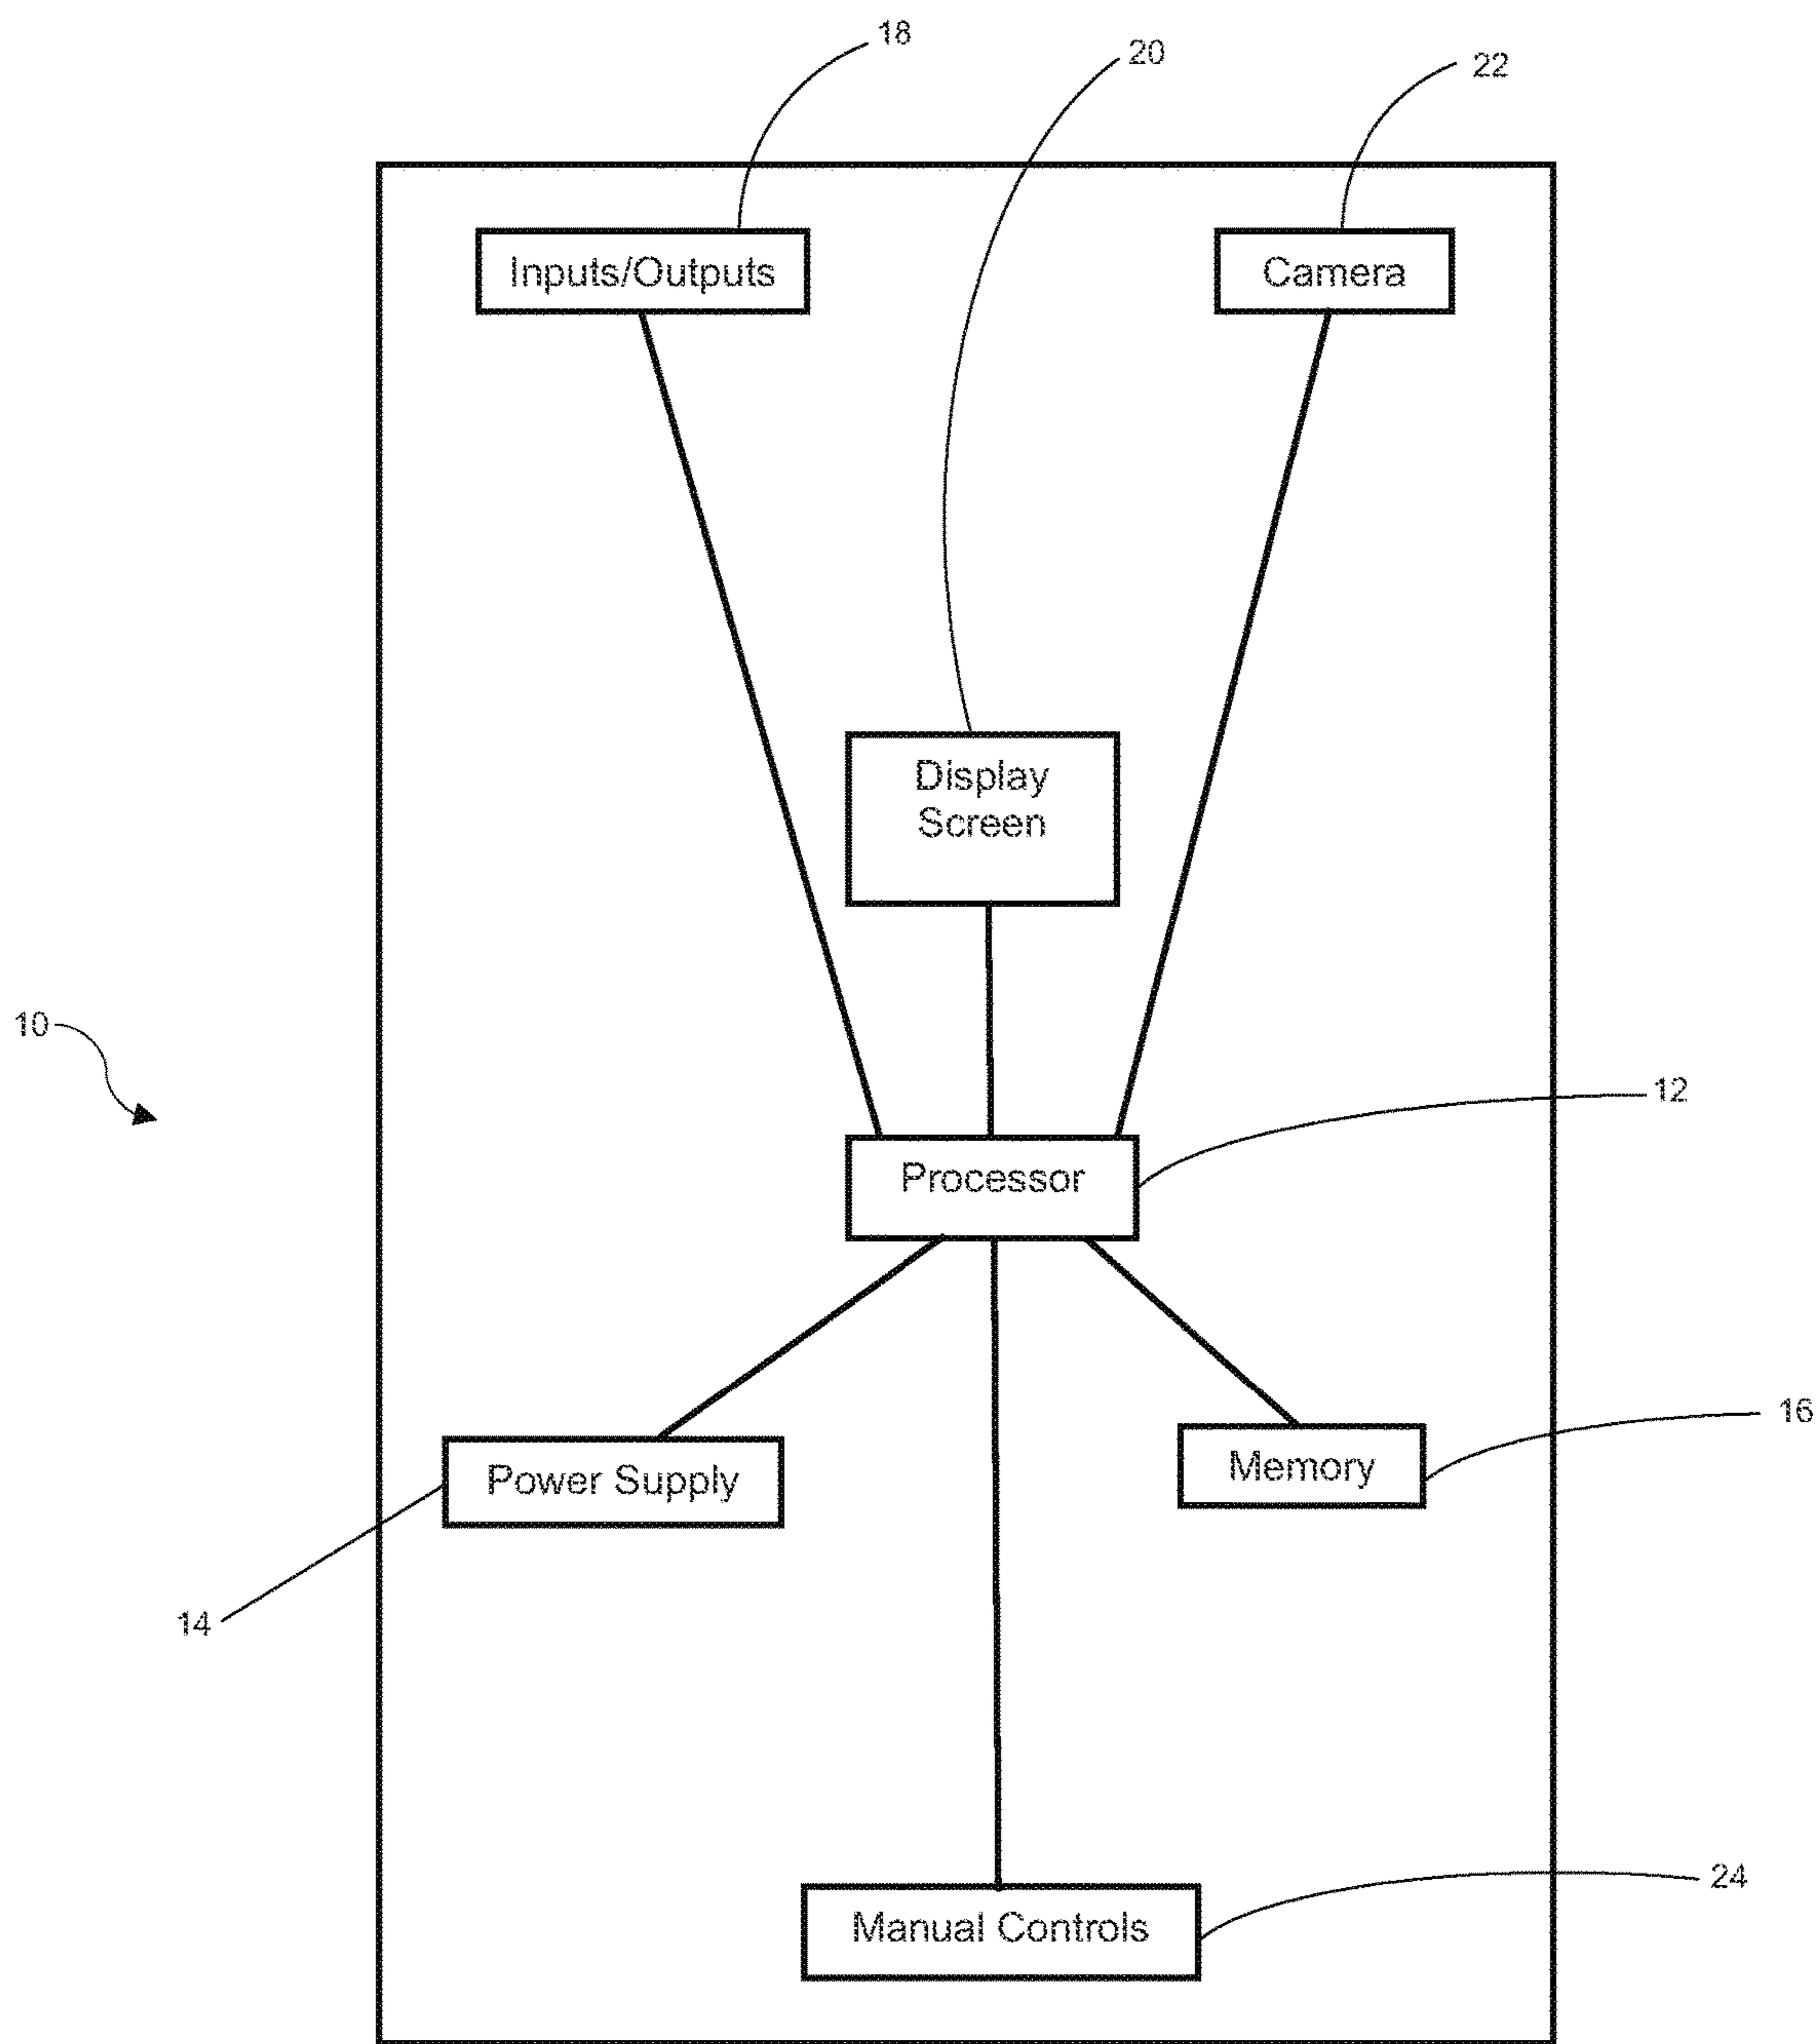 18
20
22
Inputs/Outputs
Camera
Display
Screen
10
12
Processor
16
Memory
Power Supply
14
24
Manual Controls